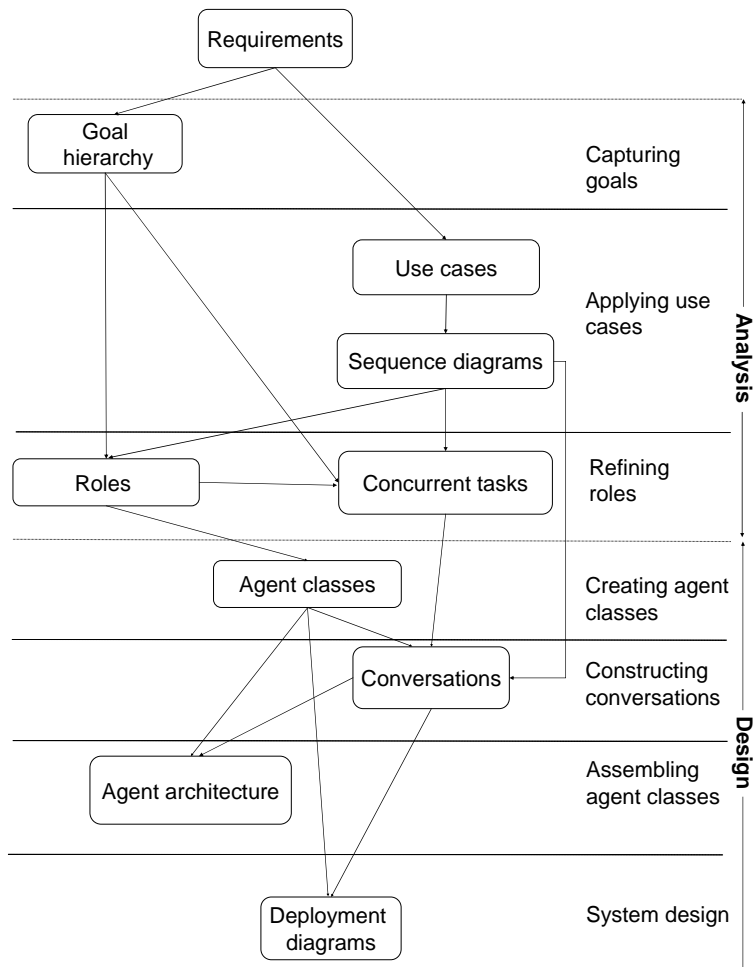 Requirements
Goal
hierarchy
Capturing
goals
Use cases
Applying use
cases
Sequence diagrams
Analysis
Roles
Concurrent tasks
Refining
roles
Agent classes
Creating agent
classes
Conversations
Constructing
conversations
Design
Agent architecture
Assembling
agent classes
Deployment
diagrams
System design